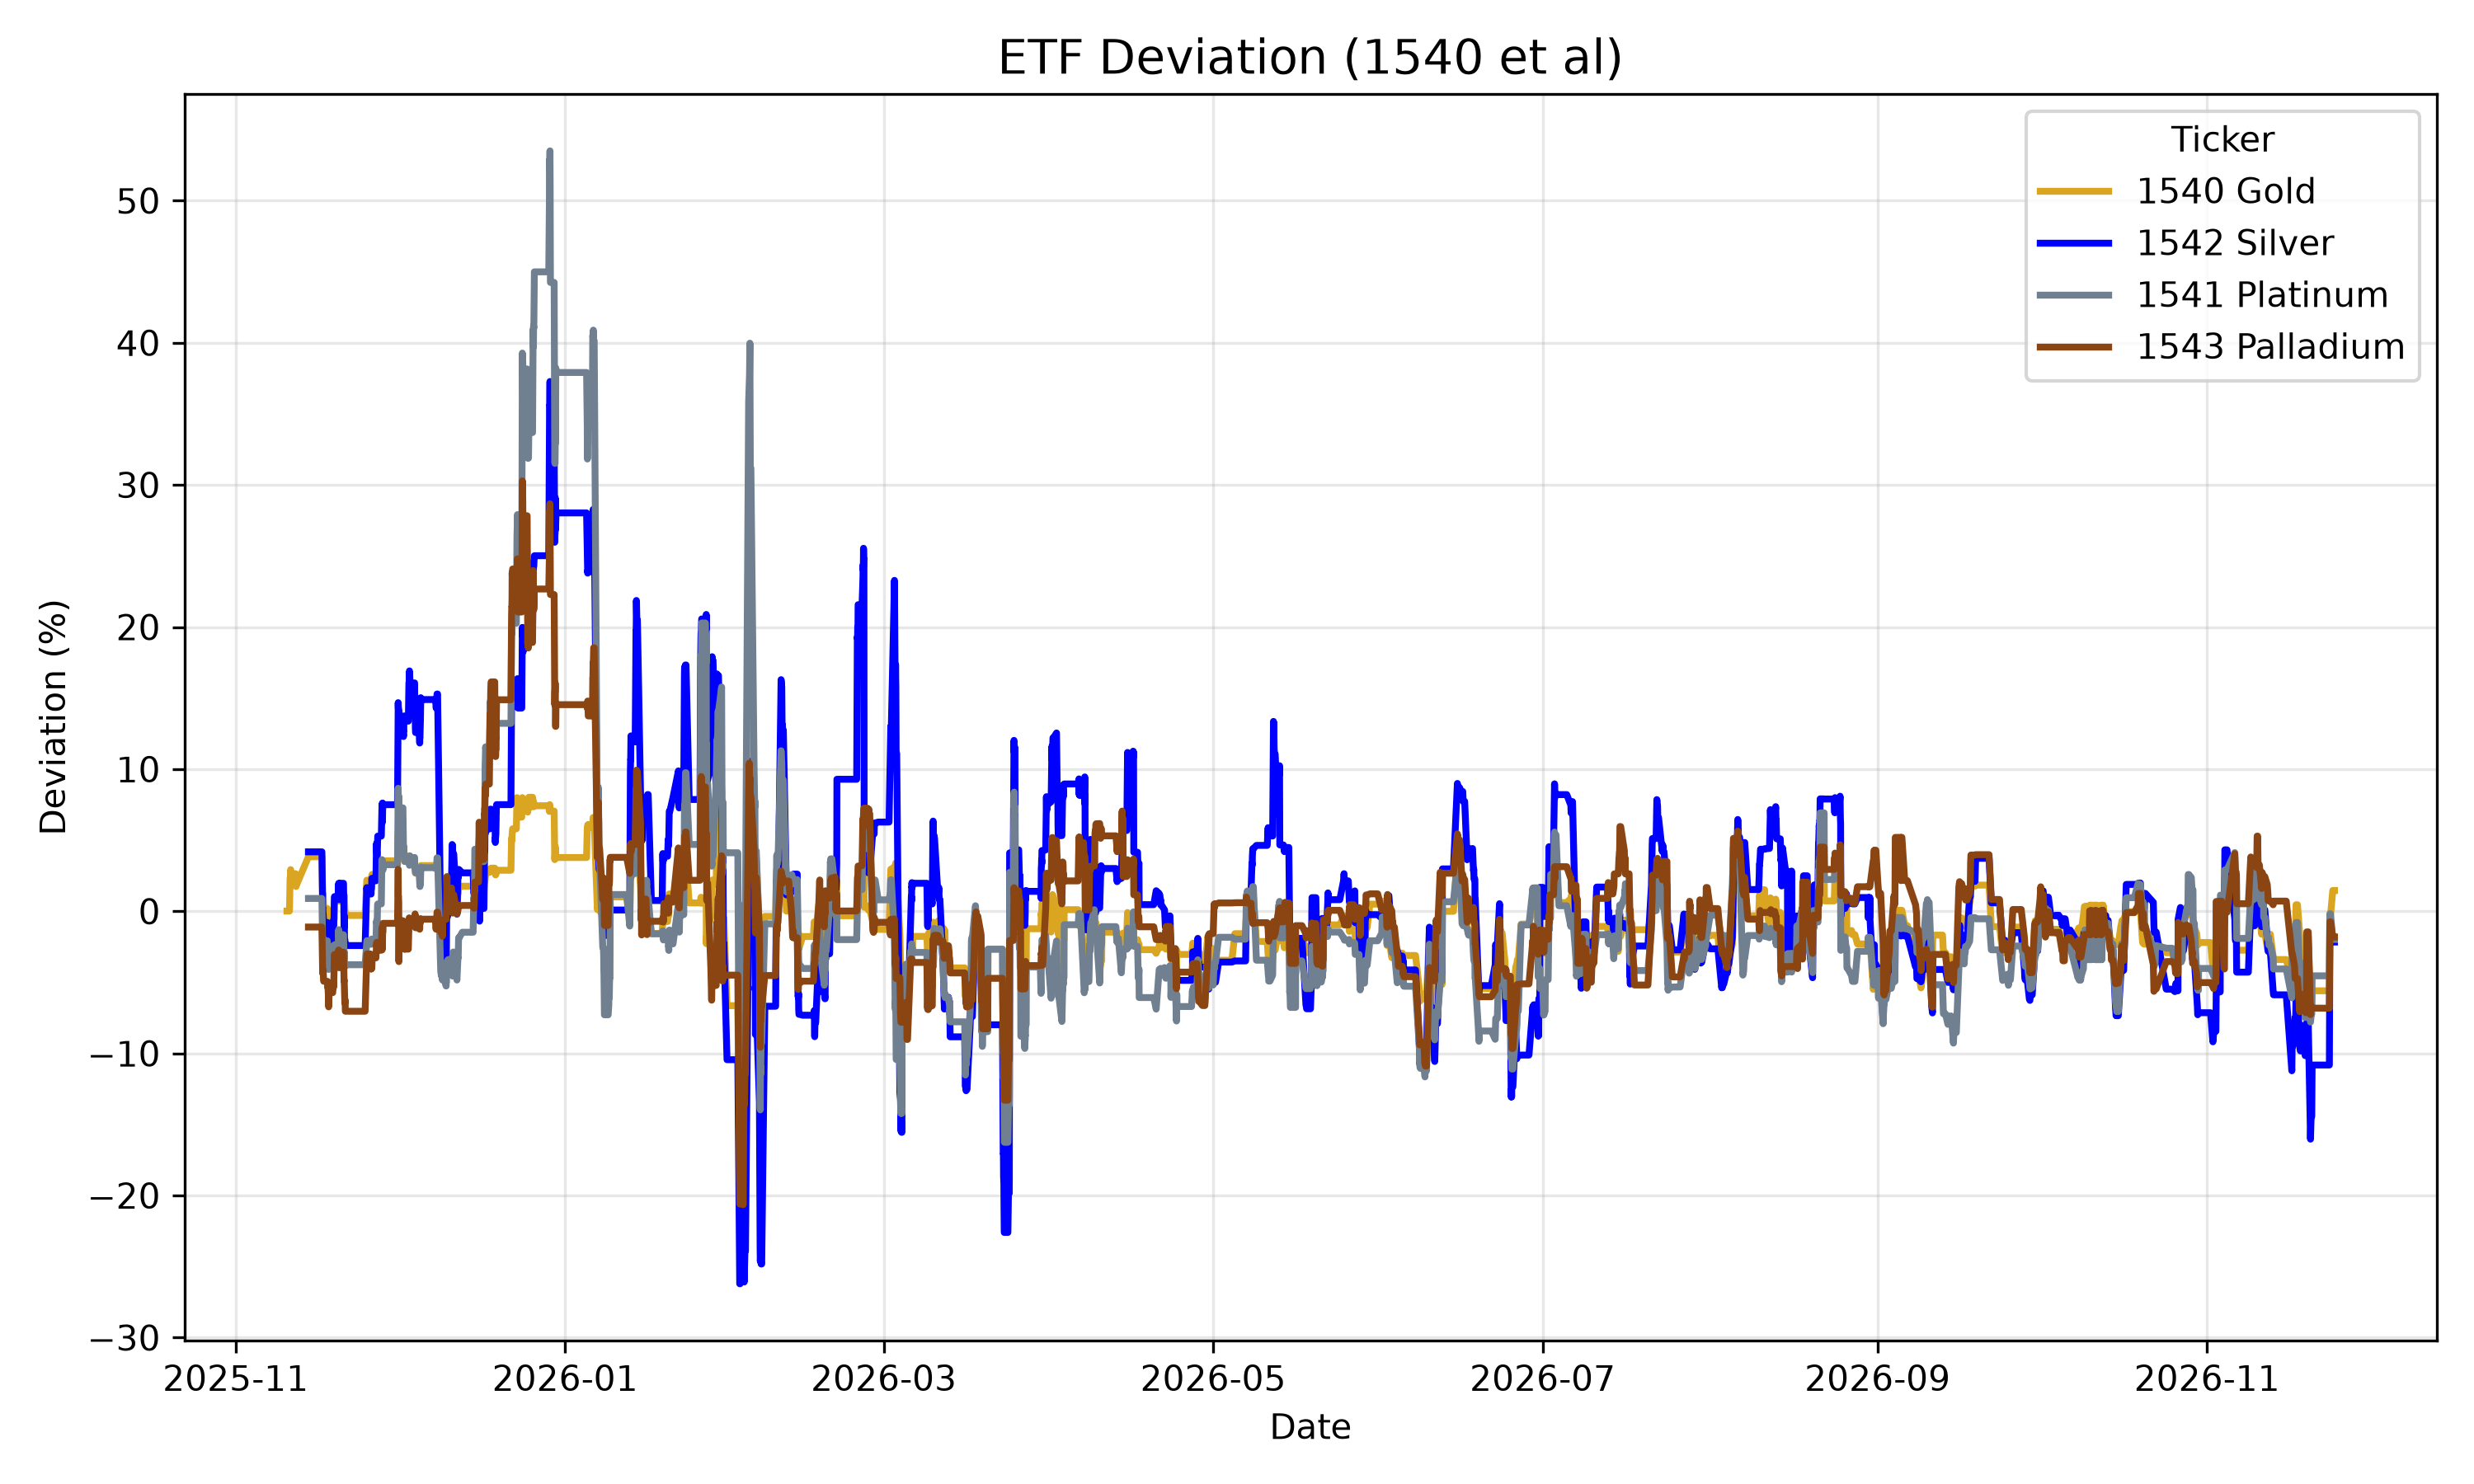 ETF Deviation (1540 et al)
Ticker
1540 Gold
1542 Silver
1541 Platinum
1543 Palladium
Deviation (%)
50
40
30
20
10
0
−10
−20
−30
2025-11
2026-01
2026-03
2026-05
2026-07
2026-09
2026-11
Date